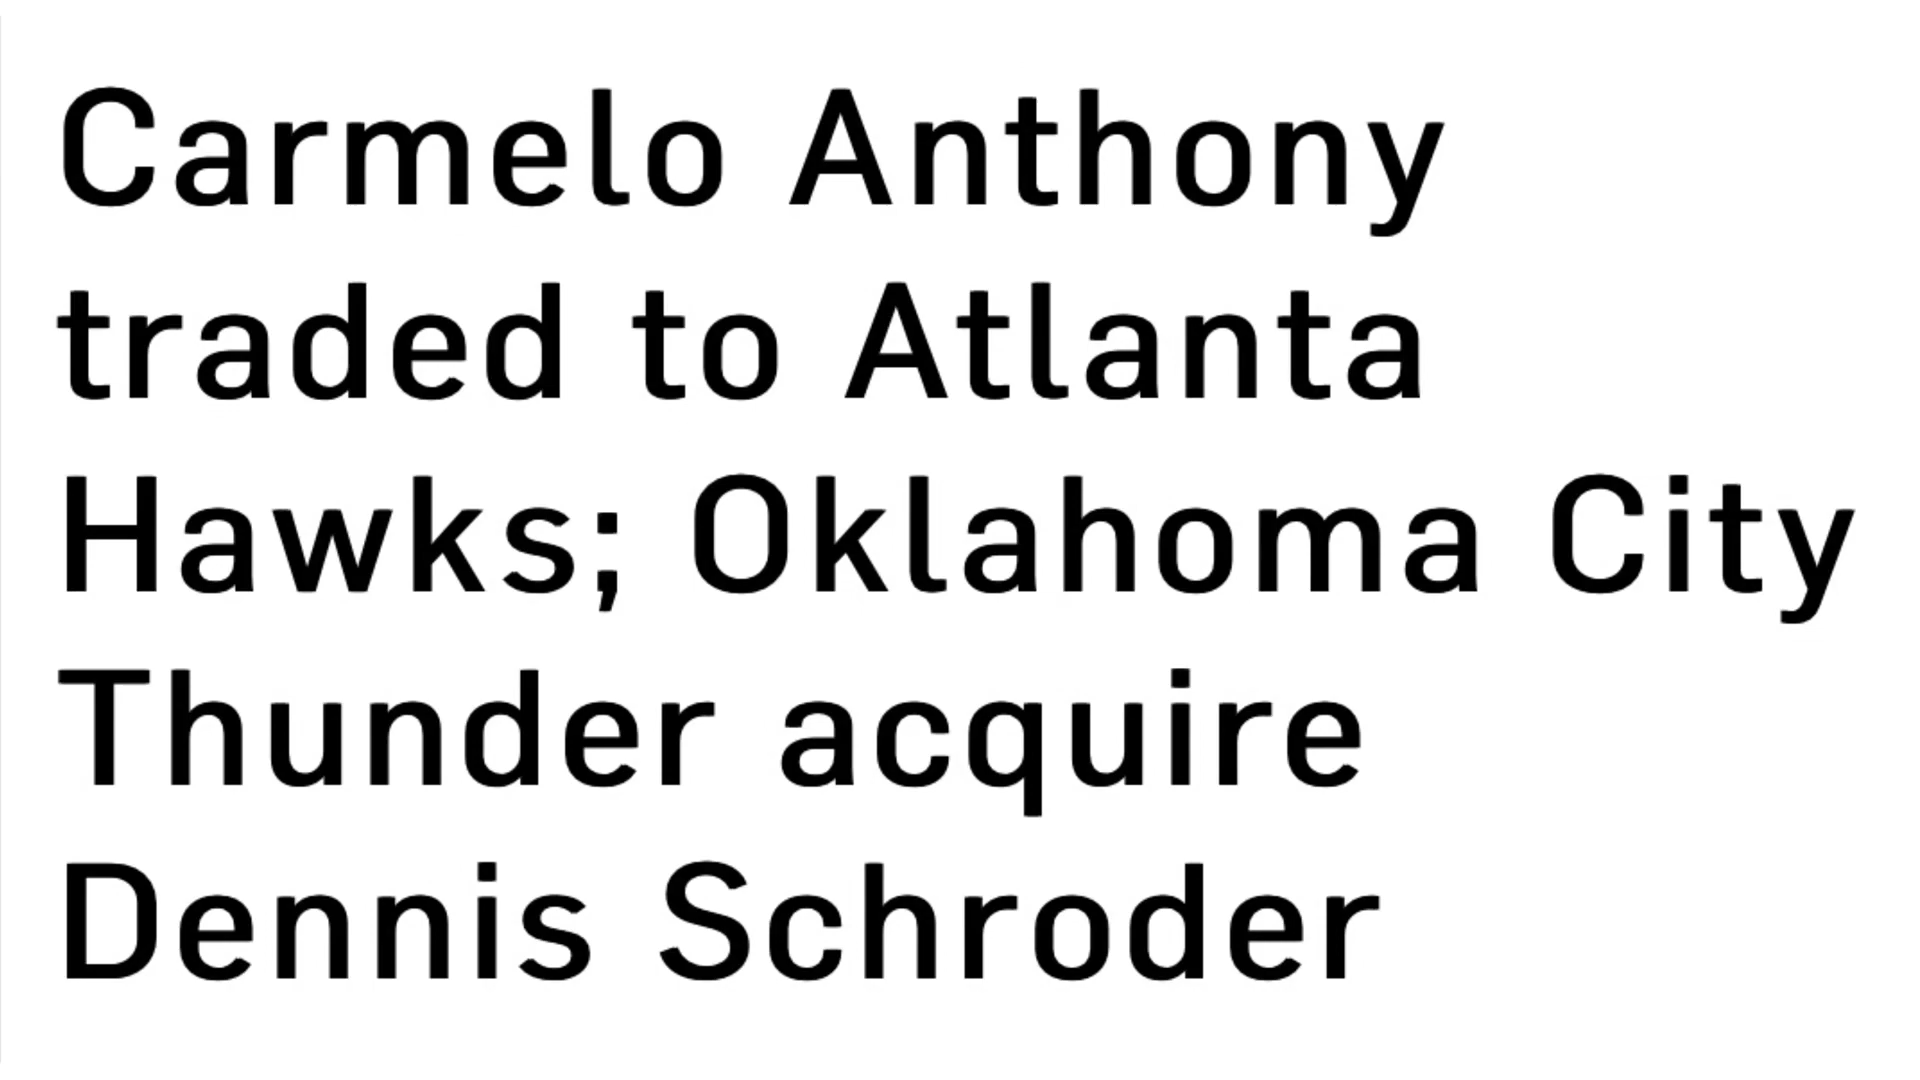 Carmelo Anthony
traded to Atlanta
Hawks; Oklahoma City
Thunder acquire
Dennis Schroder